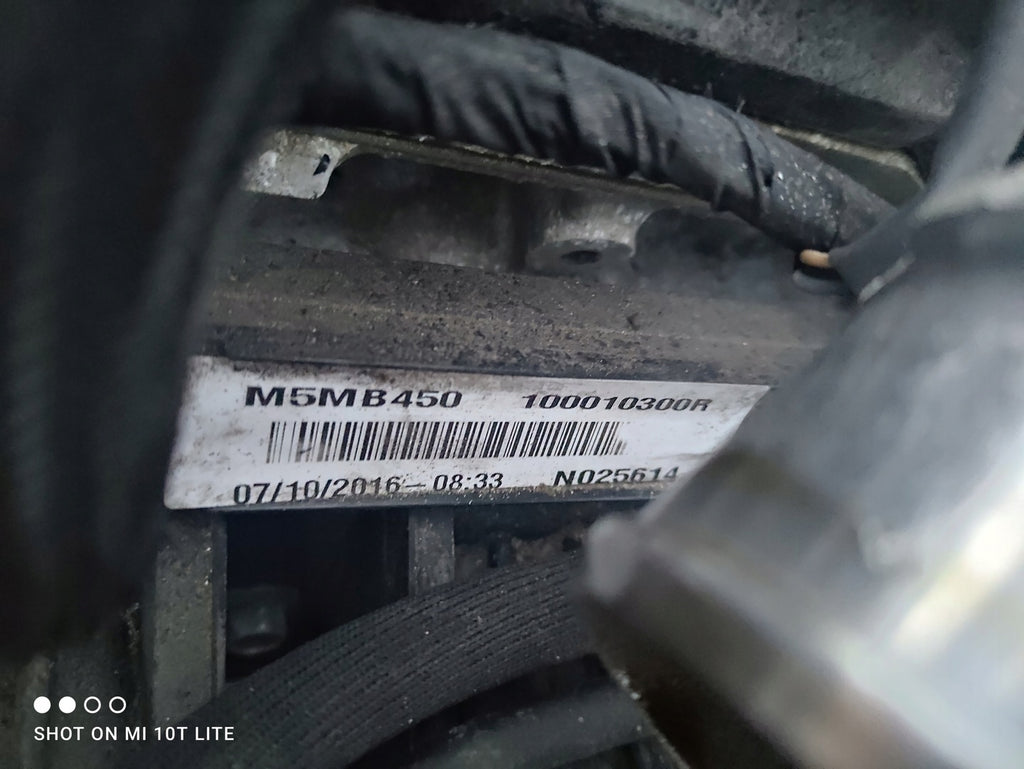 M5MB450 100010300R
07/10/2016 - 08:33 N025614
SHOT ON MI 10T LITE